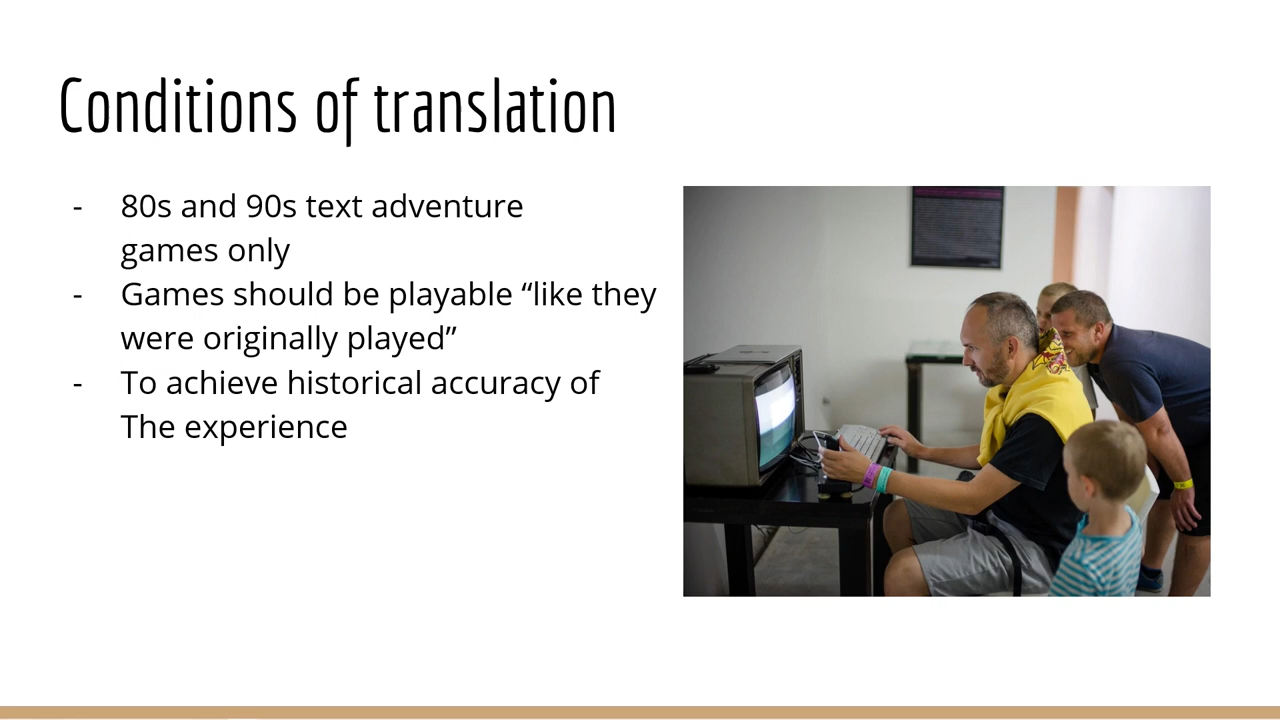 Conditions of translation
- 80s and 90s text adventure
games only
- Games should be playable “like they
were originally played”
- To achieve historical accuracy of
The experience